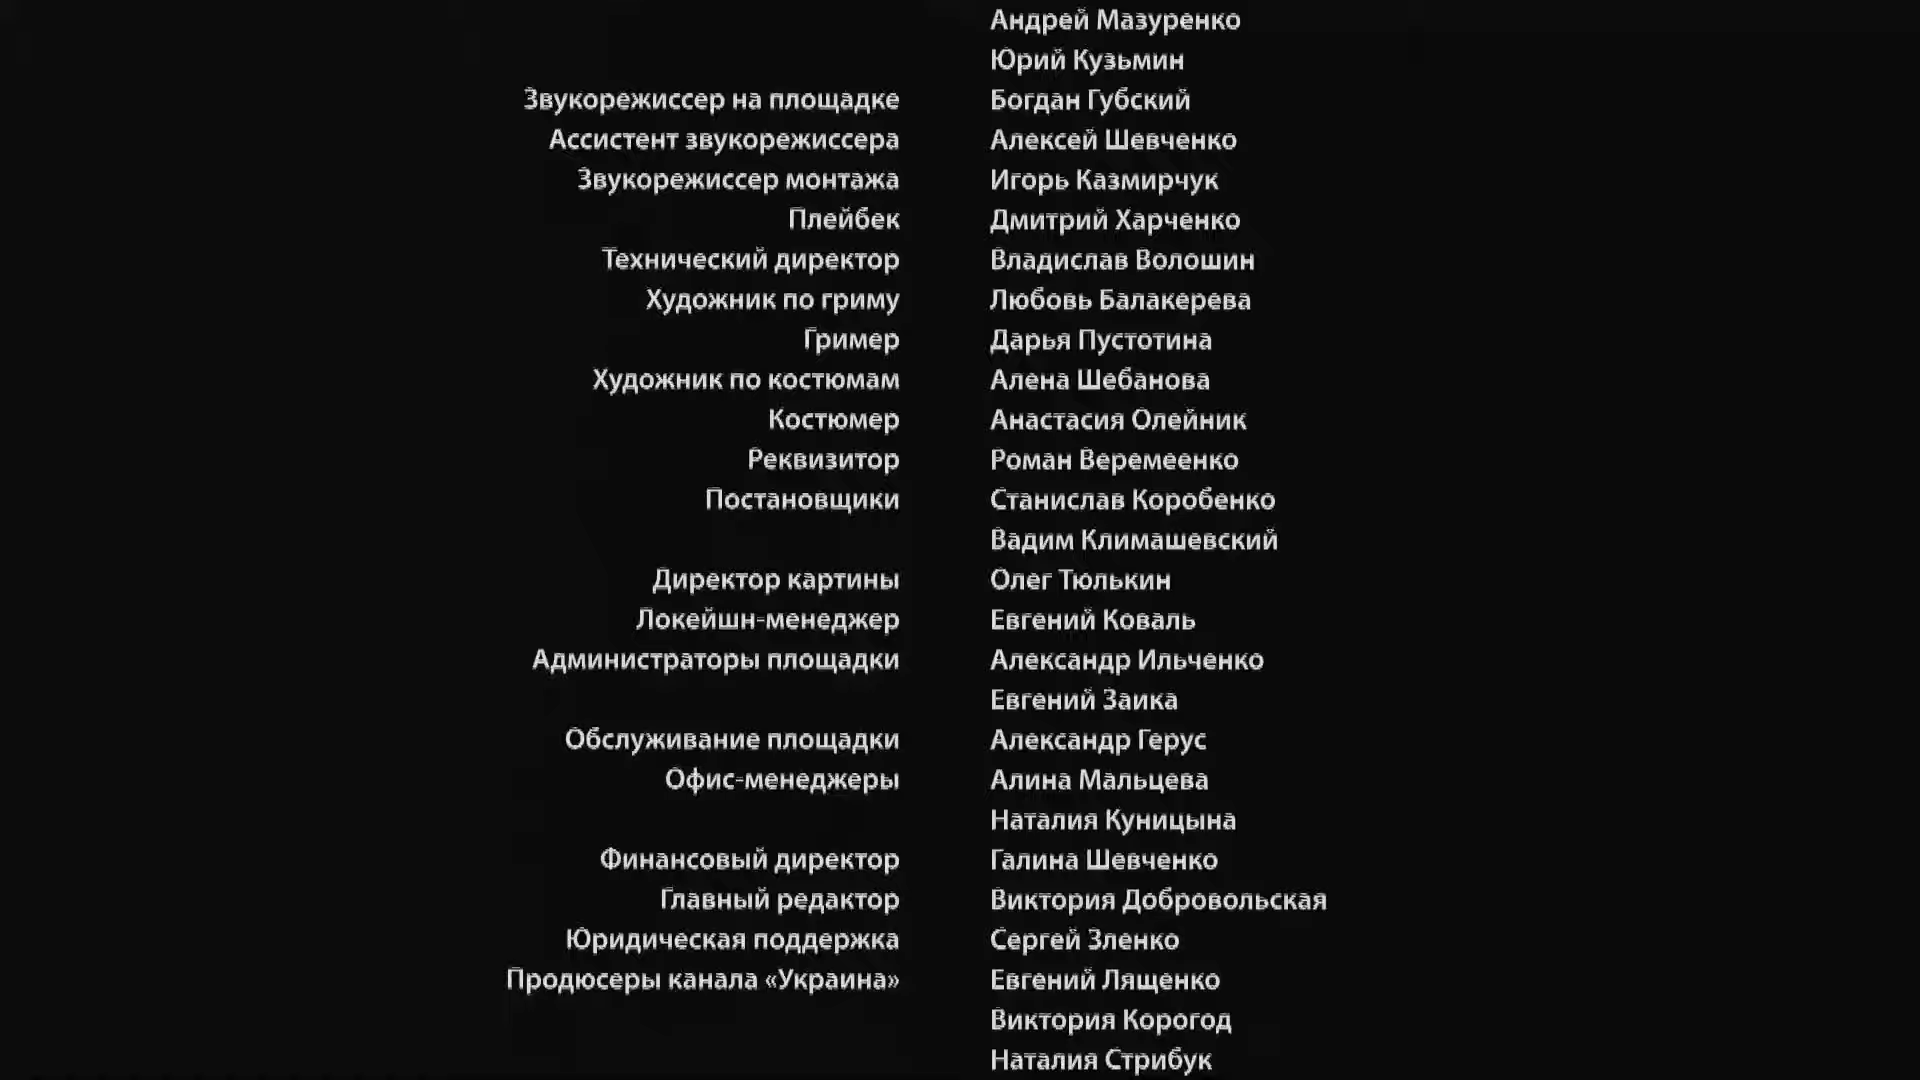 Андрей Мазуренко
Юрий Кузьмин
Звукорежиссер на площадке Богдан Губский
Ассистент звукорежиссера Алексей Шевченко
Звукорежиссер монтажа Игорь Казмирчук
Плейбек Дмитрий Харченко
Технический директор Владислав Волошин
Художник по гриму Любовь Балакерева
Гример Дарья Пустотина
Художник по костюмам Алена Шебанова
Костюмер Анастасия Олейник
Реквизитор Роман Веремеенко
Постановщики Станислав Коробенко
Вадим Климашевский
Директор картины Олег Тюлькин
Локейшн-менеджер Евгений Коваль
Администраторы площадки Александр Ильченко
Евгений Заика
Обслуживание площадки Александр Герус
Офис-менеджеры Алина Мальцева
Наталия Куницына
Финансовый директор Галина Шевченко
Главный редактор Виктория Добровольская
Юридическая поддержка Сергей Зленко
Продюсеры канала «Украина» Евгений Лященко
Виктория Корогод
Наталия Стрибук